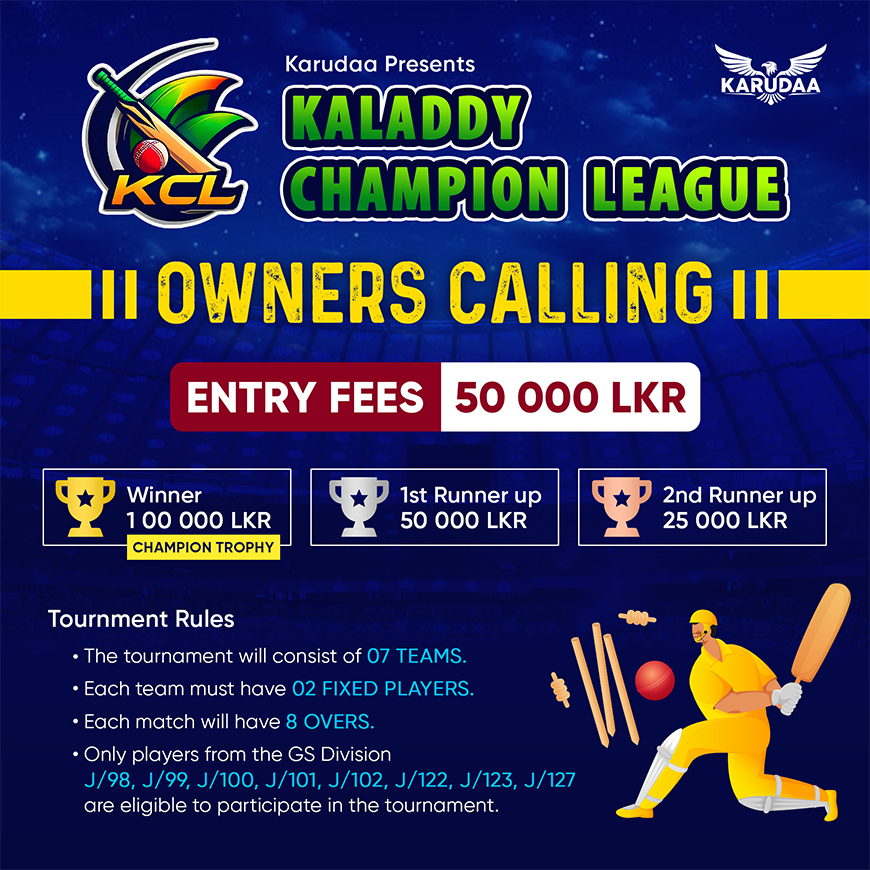 Karudaa Presents
KARUDAA
KALADDY
CHAMPION LEAGUE
KCL
OWNERS CALLING
ENTRY FEES 50 000 LKR
Winner
1 00 000 LKR
CHAMPION TROPHY
1st Runner up
50 000 LKR
2nd Runner up
25 000 LKR
Tournment Rules
• The tournament will consist of 07 TEAMS.
• Each team must have 02 FIXED PLAYERS.
• Each match will have 8 OVERS.
• Only players from the GS Division
J/98, J/99, J/100, J/101, J/102, J/122, J/123, J/127
are eligible to participate in the tournament.